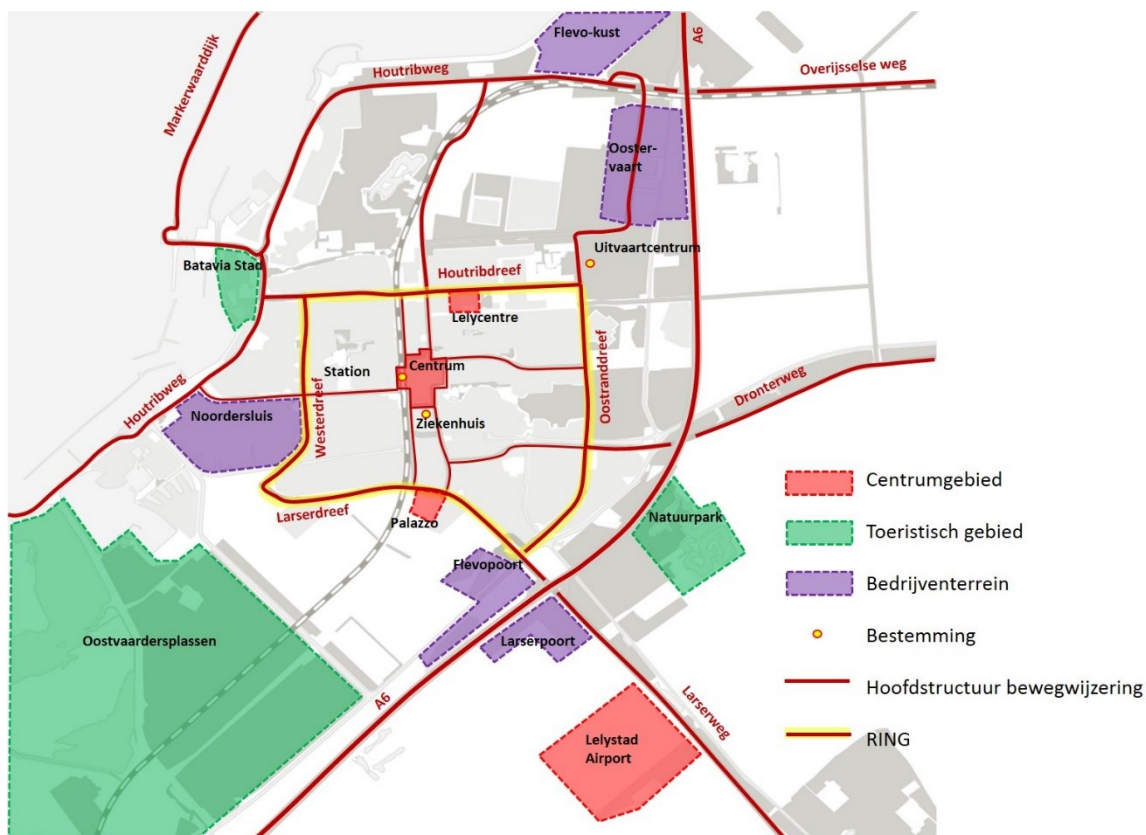 Flevo-kust
A6
Markerwaarddijk
Houtribweg
Overijsselse weg
Ooster-
vaart
Uitvaartcentrum
Batavia Stad
Houtribdreef
Lelycentre
Station
Centrum
Oostranddreef
Dronterweg
Houtribweg
Noordersluis
Westerdreef
Ziekenhuis
Larserdreef
Palazzo
Natuurpark
Flevopoort
Larserpoort
Oostvaardersplassen
A6
Larserweg
Lelystad
Airport
Centrumgebied
Toeristisch gebied
Bedrijventerrein
Bestemming
Hoofdstructuur bewegwijzering
RING